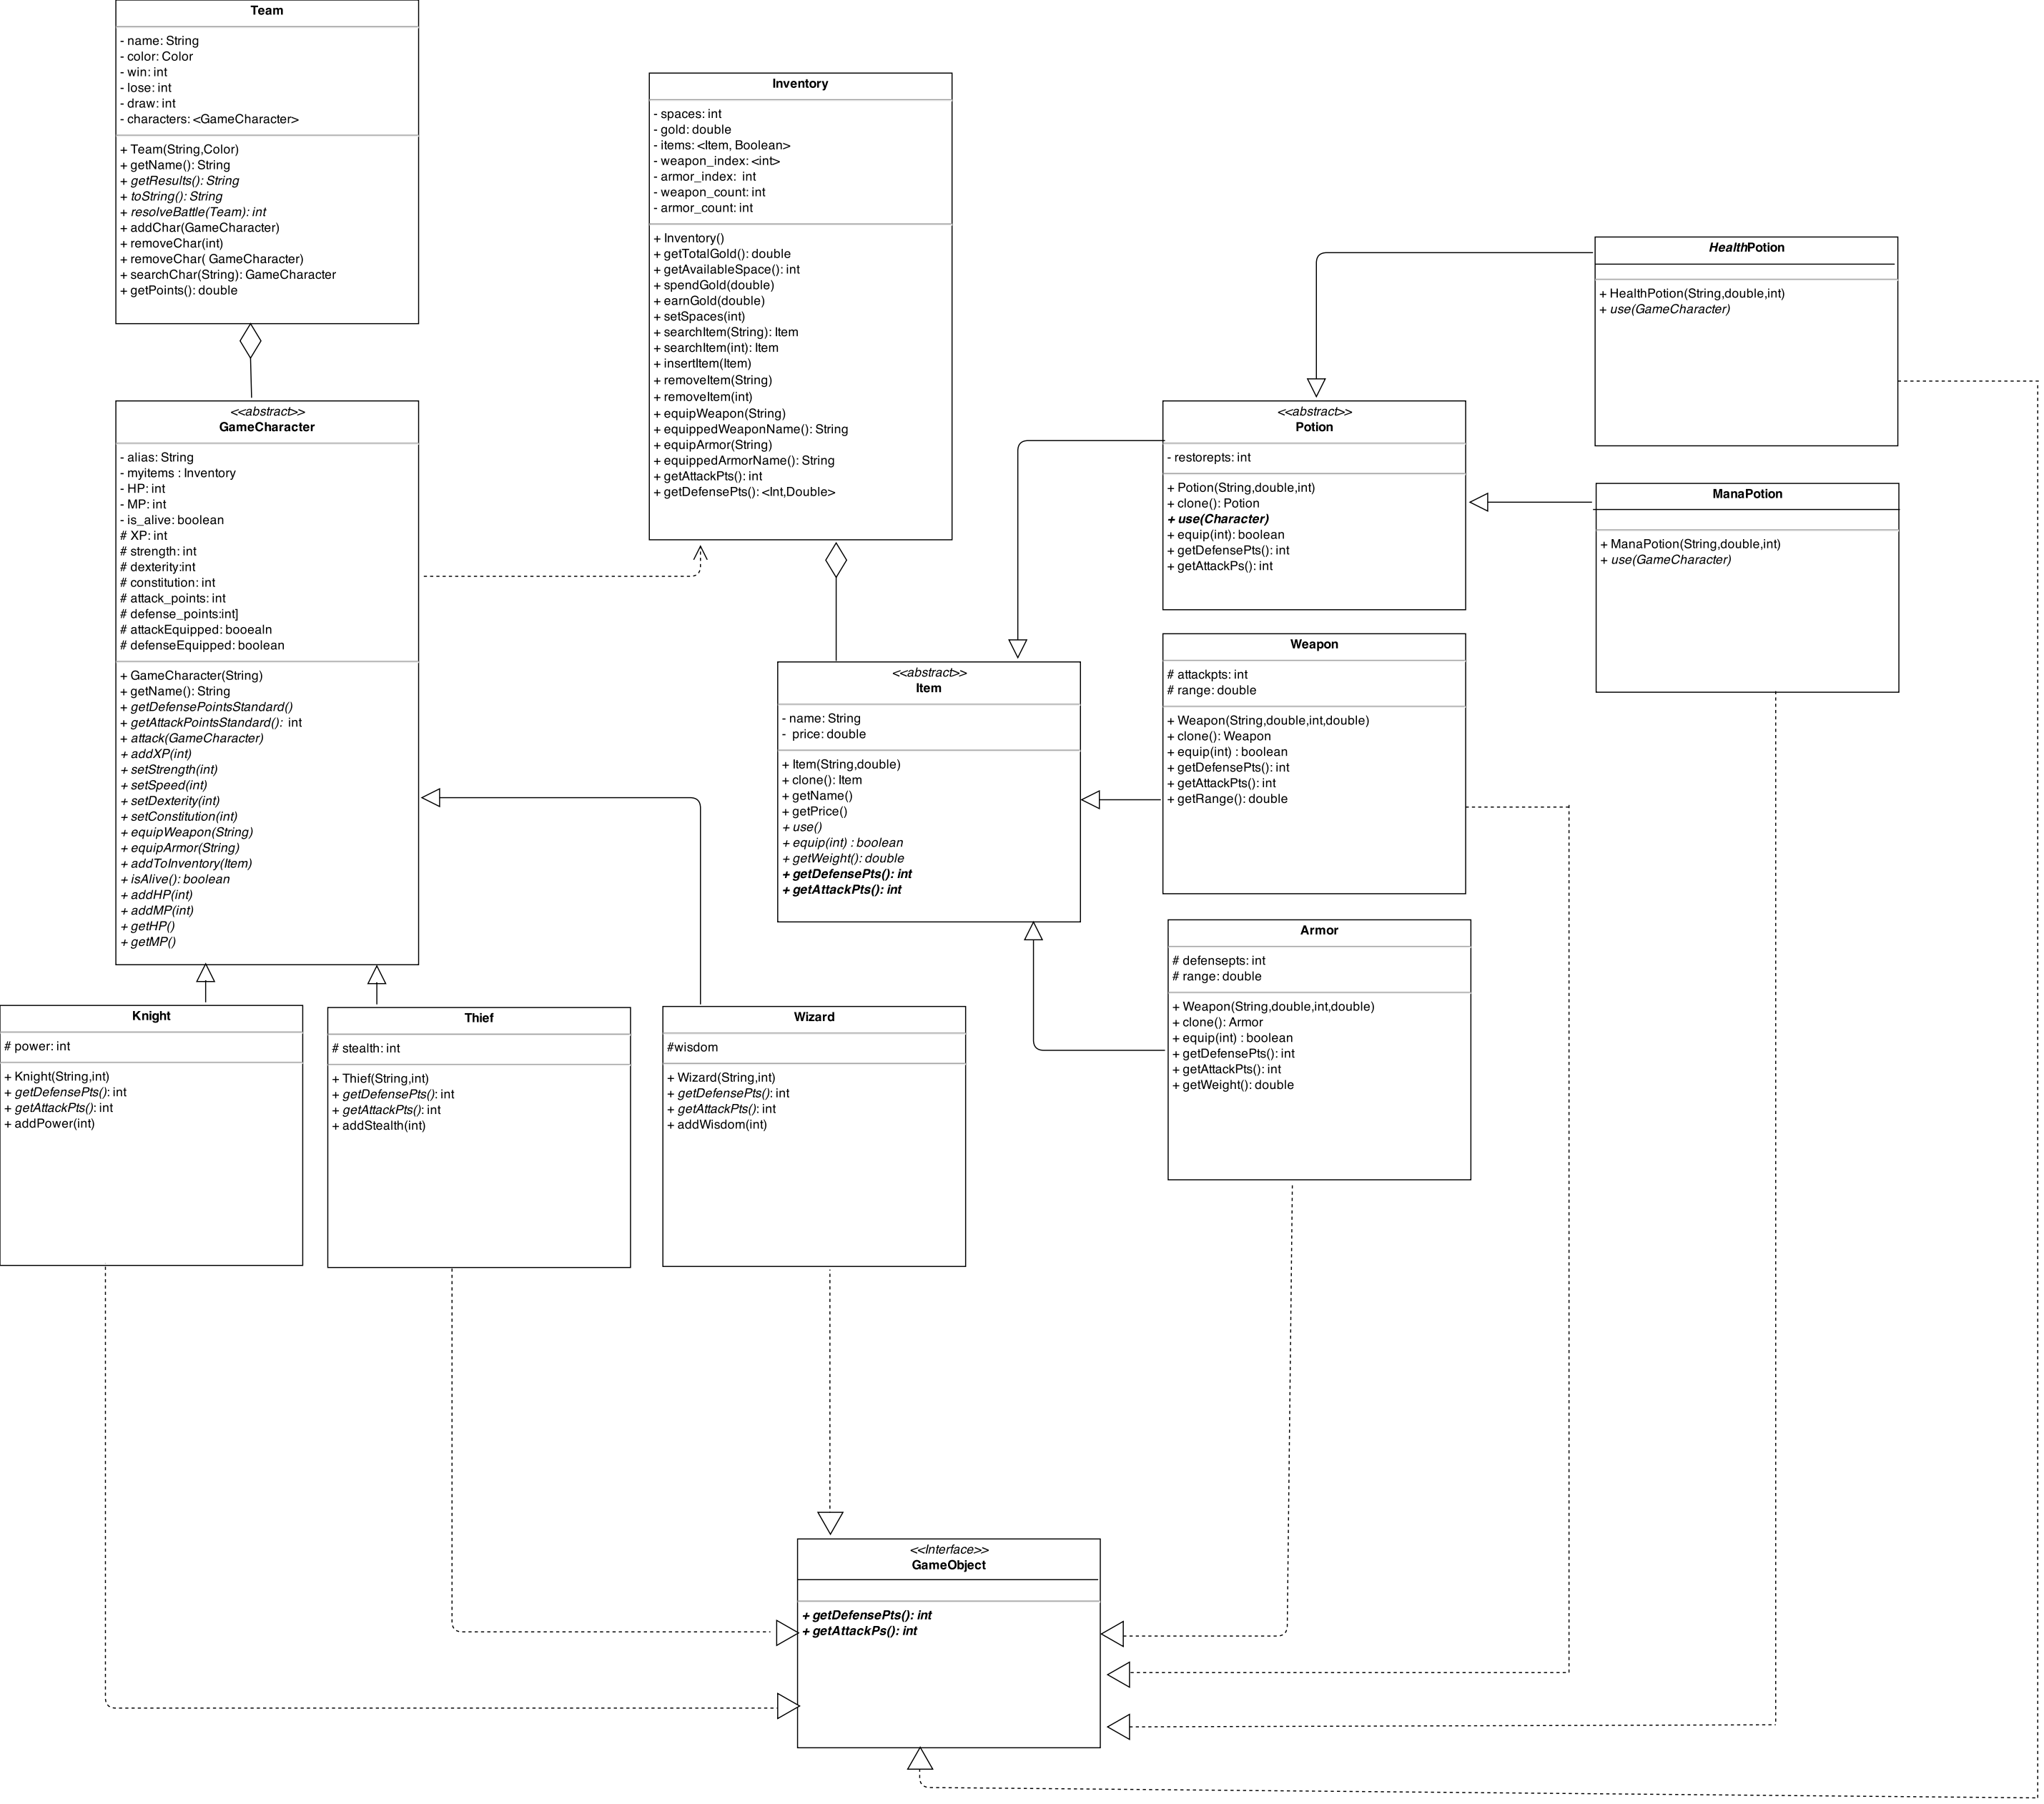 Team
- name: String
- color: Color
- win: int
- lose: int
- draw: int
- characters: <GameCharacter>
+ Team(String,Color)
+ getName(): String
+ getResults(): String
+ toString(): String
+ resolveBattle(Team): int
+ addChar(GameCharacter)
+ removeChar(int)
+ removeChar( GameCharacter)
+ searchChar(String): GameCharacter
+ getPoints(): double
Inventory
- spaces: int
- gold: double
- items: <Item, Boolean>
- weapon_index: <int>
- armor_index:  int
- weapon_count: int
- armor_count: int
+ Inventory()
+ getTotalGold(): double
+ getAvailableSpace(): int
+ spendGold(double)
+ earnGold(double)
+ setSpaces(int)
+ searchItem(String): Item
+ searchItem(int): Item
+ insertItem(Item)
+ removeItem(String)
+ removeItem(int)
+ equipWeapon(String)
+ equippedWeaponName(): String
+ equipArmor(String)
+ equippedArmorName(): String
+ getAttackPts(): int
+ getDefensePts(): <Int,Double>
HealthPotion
+ HealthPotion(String,double,int)
+ use(GameCharacter)
<<abstract>>
GameCharacter
- alias: String
- myitems : Inventory
- HP: int
- MP: int
- is_alive: boolean
# XP: int
# strength: int
# dexterity:int
# constitution: int
# attack_points: int
# defense_points:int]
# attackEquipped: booealn
# defenseEquipped: boolean
+ GameCharacter(String)
+ getName(): String
+ getDefensePointsStandard()
+ getAttackPointsStandard():  int
+ attack(GameCharacter)
+ addXP(int)
+ setStrength(int)
+ setSpeed(int)
+ setDexterity(int)
+ setConstitution(int)
+ equipWeapon(String)
+ equipArmor(String)
+ addToInventory(Item)
+ isAlive(): boolean
+ addHP(int)
+ addMP(int)
+ getHP()
+ getMP()
<<abstract>>
Potion
- restorepts: int
+ Potion(String,double,int)
+ clone(): Potion
+ use(Character)
+ equip(int): boolean
+ getDefensePts(): int
+ getAttackPs(): int
ManaPotion
+ ManaPotion(String,double,int)
+ use(GameCharacter)
<<abstract>>
Item
- name: String
-  price: double
+ Item(String,double)
+ clone(): Item
+ getName()
+ getPrice()
+ use()
+ equip(int) : boolean
+ getWeight(): double
+ getDefensePts(): int
+ getAttackPts(): int
Weapon
# attackpts: int
# range: double
+ Weapon(String,double,int,double)
+ clone(): Weapon
+ equip(int) : boolean
+ getDefensePts(): int
+ getAttackPts(): int
+ getRange(): double
Armor
# defensepts: int
# range: double
+ Weapon(String,double,int,double)
+ clone(): Armor
+ equip(int) : boolean
+ getDefensePts(): int
+ getAttackPts(): int
+ getWeight(): double
Knight
# power: int
+ Knight(String,int)
+ getDefensePts(): int
+ getAttackPts(): int
+ addPower(int)
Thief
# stealth: int
+ Thief(String,int)
+ getDefensePts(): int
+ getAttackPts(): int
+ addStealth(int)
Wizard
#wisdom
+ Wizard(String,int)
+ getDefensePts(): int
+ getAttackPts(): int
+ addWisdom(int)
<<Interface>>
GameObject
+ getDefensePts(): int
+ getAttackPs(): int